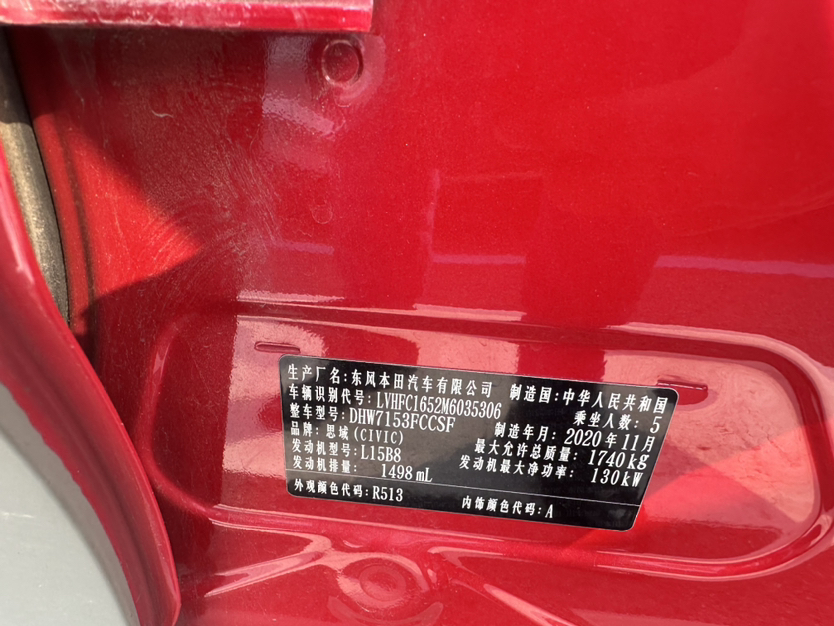 生产厂名:东风本田汽车有限公司 制造国:中华人民共和国
车辆识别代号: LVHFC1652M6035306 乘坐人数: 5
整车型号: DHW7153FCCSF 制造年月: 2020年11月
品牌: 思域(CIVIC) 最大允许总质量: 1740kg
发动机型号: L15B8 发动机最大净功率: 130kW
发动机排量: 1498mL
外观颜色代码: R513 内饰颜色代码: A